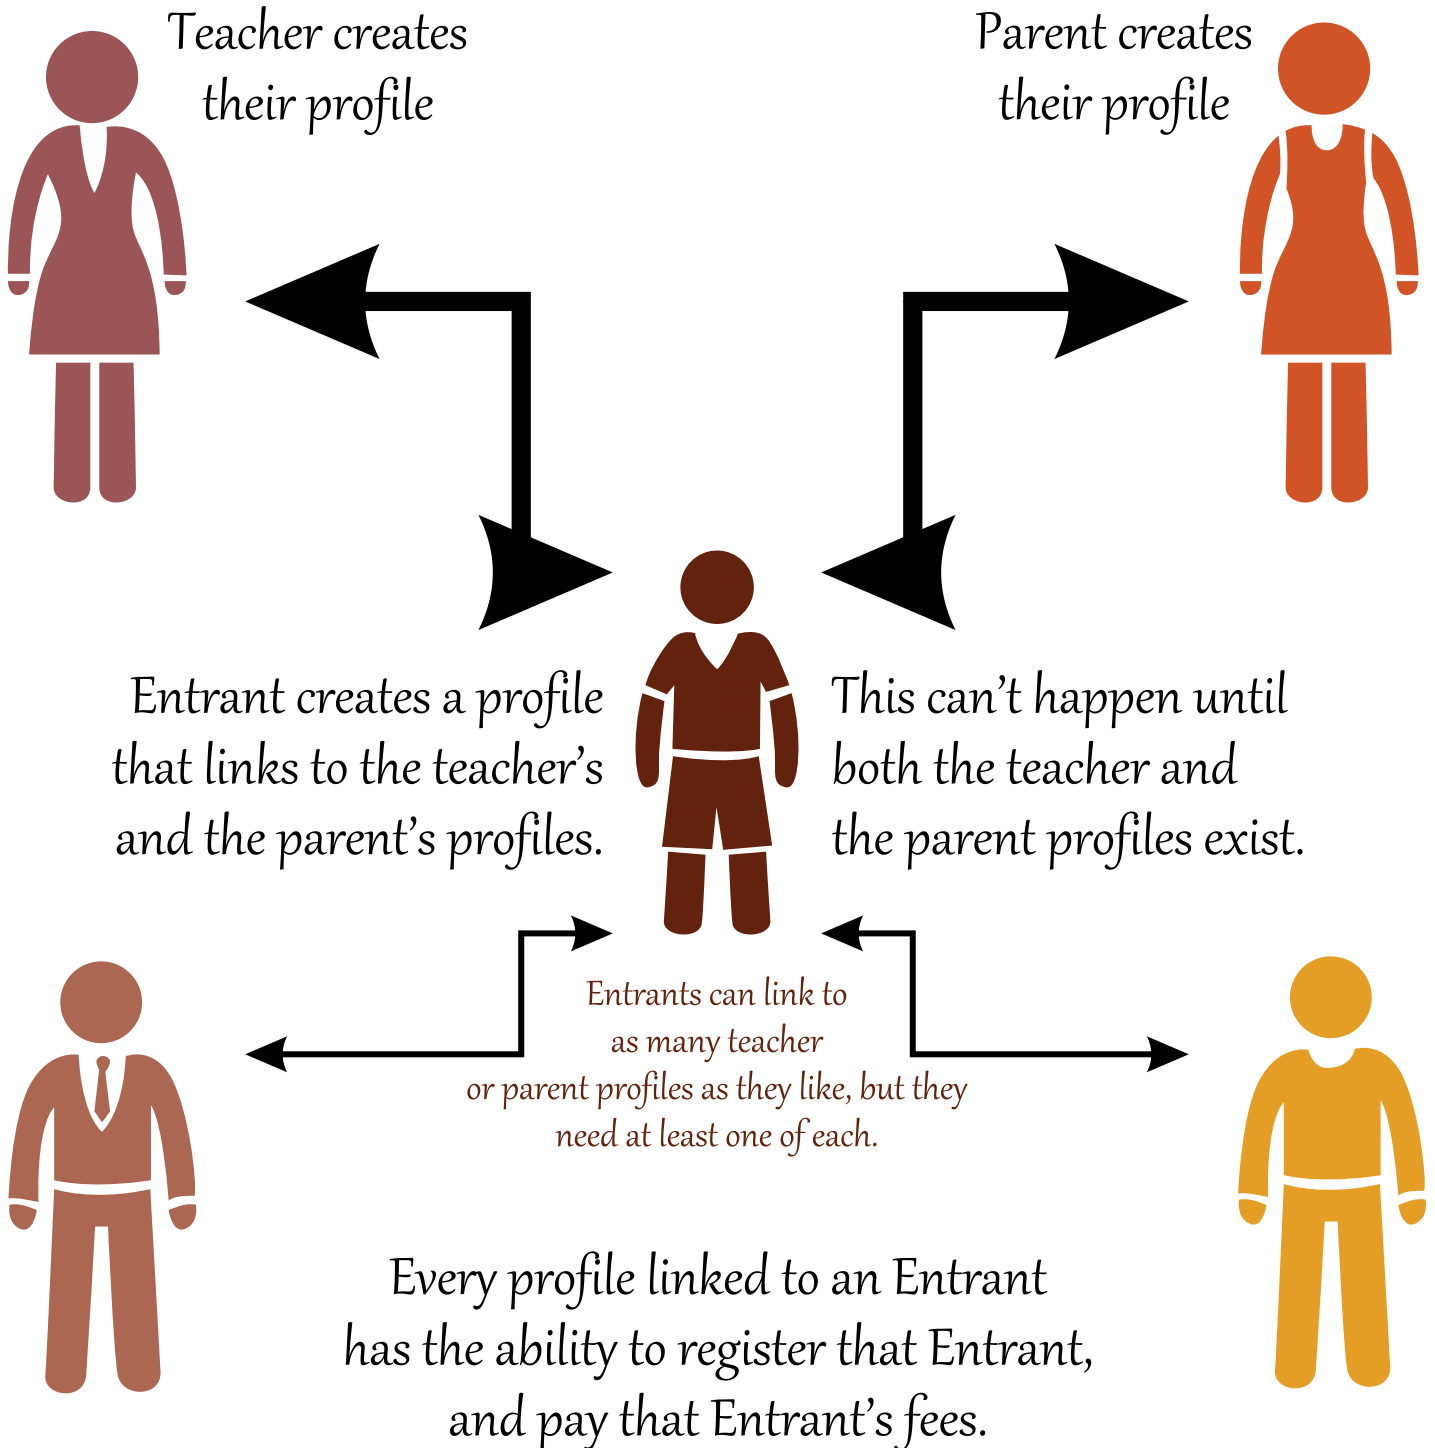 Teacher creates
their profile
Parent creates
their profile
Entrant creates a profile
that links to the teacher's
and the parent's profiles.
This can't happen until
both the teacher and
the parent profiles exist.
Entrants can link to
as many teacher
or parent profiles as they like, but they
need at least one of each.
Every profile linked to an Entrant
has the ability to register that Entrant,
and pay that Entrant's fees.